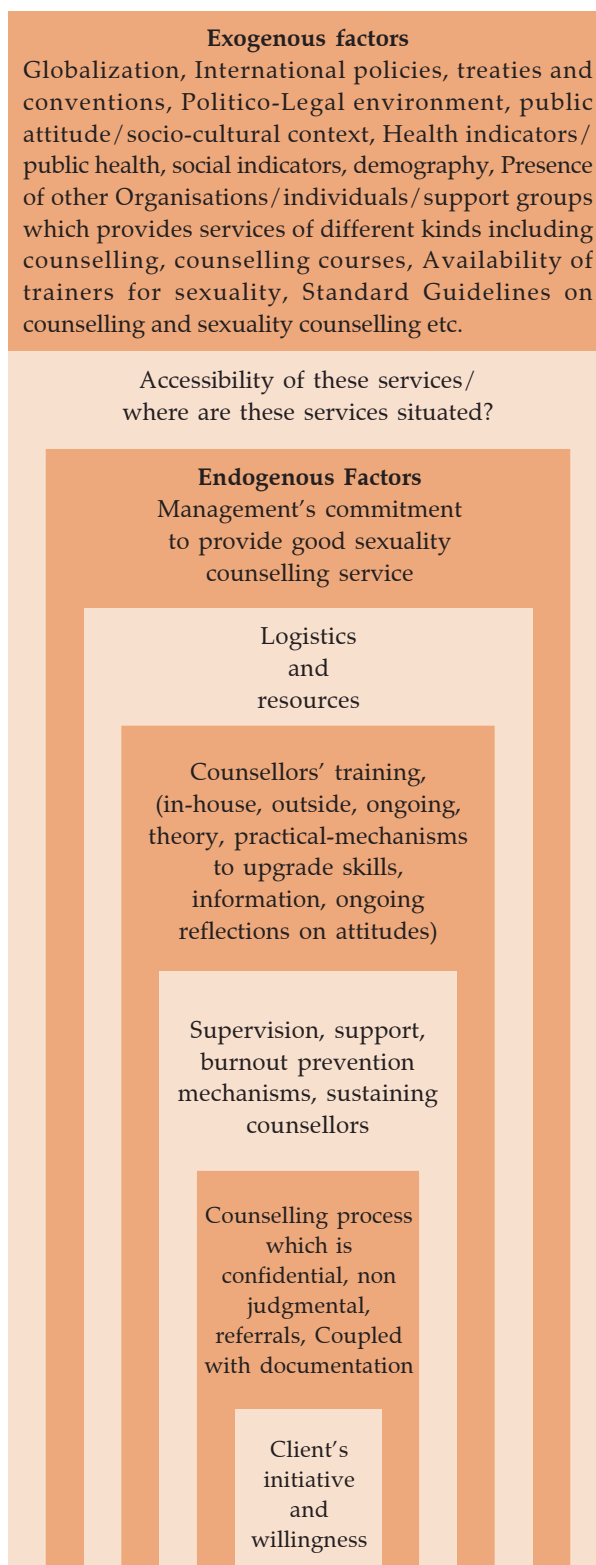 Exogenous factors
Globalization, International policies, treaties and
conventions, Politico-Legal environment, public
attitude/socio-cultural context, Health indicators/
public health, social indicators, demography, Presence
of other Organisations/individuals/support groups
which provides services of different kinds including
counselling, counselling courses, Availability of
trainers for sexuality, Standard Guidelines on
counselling and sexuality counselling etc.
Accessibility of these services/
where are these services situated?
Endogenous Factors
Management's commitment
to provide good sexuality
counselling service
Logistics
and
resources
Counsellors' training,
(in-house, outside, ongoing,
theory, practical-mechanisms
to upgrade skills,
information, ongoing
reflections on attitudes)
Supervision, support,
burnout prevention
mechanisms, sustaining
counsellors
Counselling process
which is
confidential, non
judgmental,
referrals, Coupled
with documentation
Client's
initiative
and
willingness